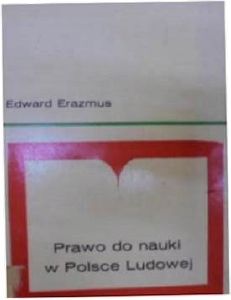 Edward Erazmus
Prawo do nauki
w Polsce Ludowej